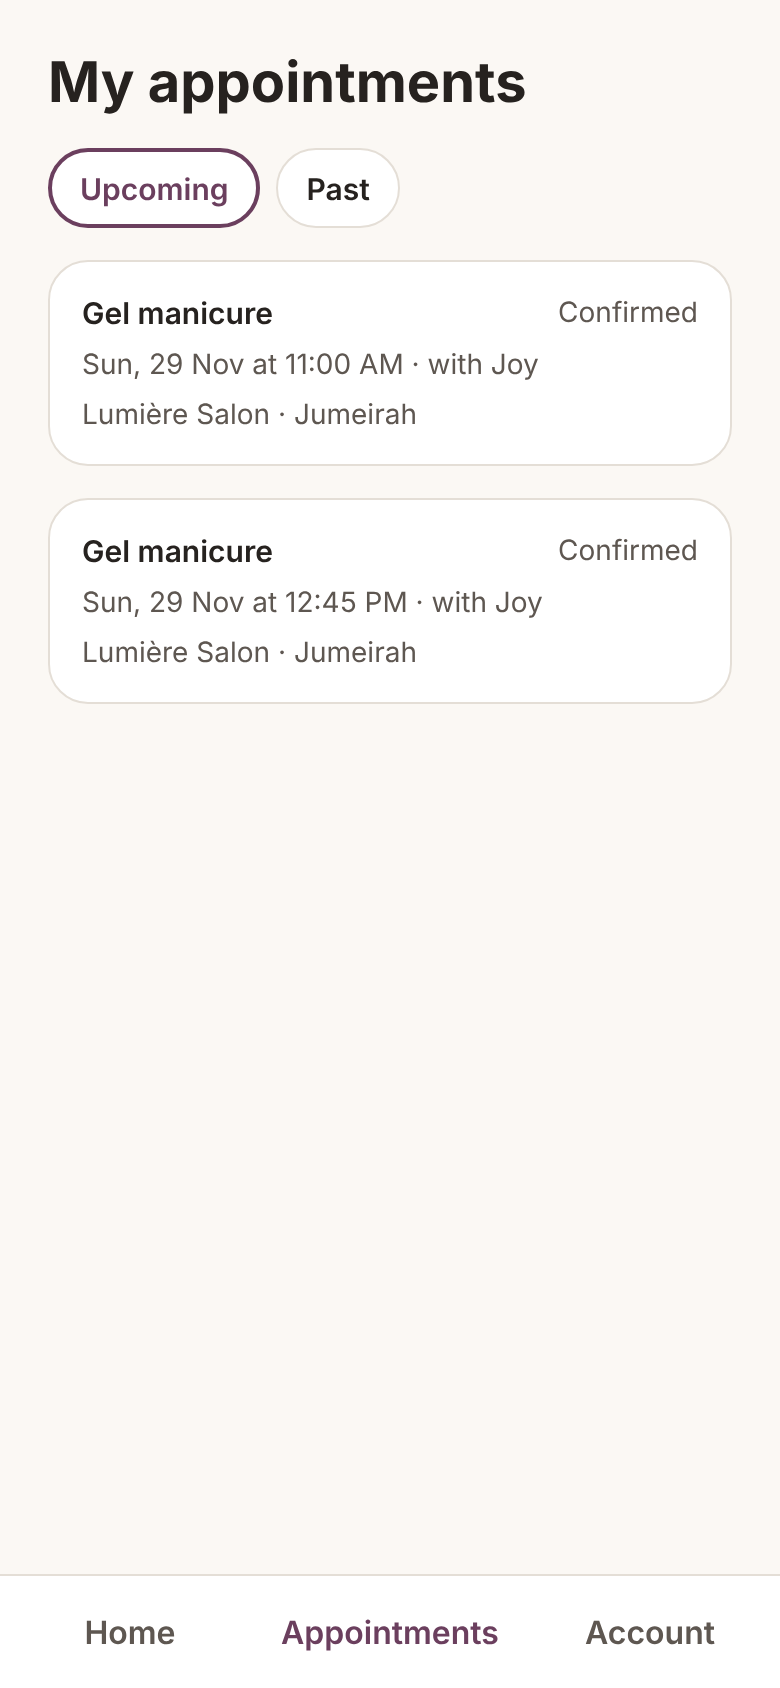 My appointments
Upcoming Past
Gel manicure Confirmed
Sun, 29 Nov at 11:00 AM · with Joy
Lumière Salon · Jumeirah
Gel manicure Confirmed
Sun, 29 Nov at 12:45 PM · with Joy
Lumière Salon · Jumeirah
Home Appointments Account